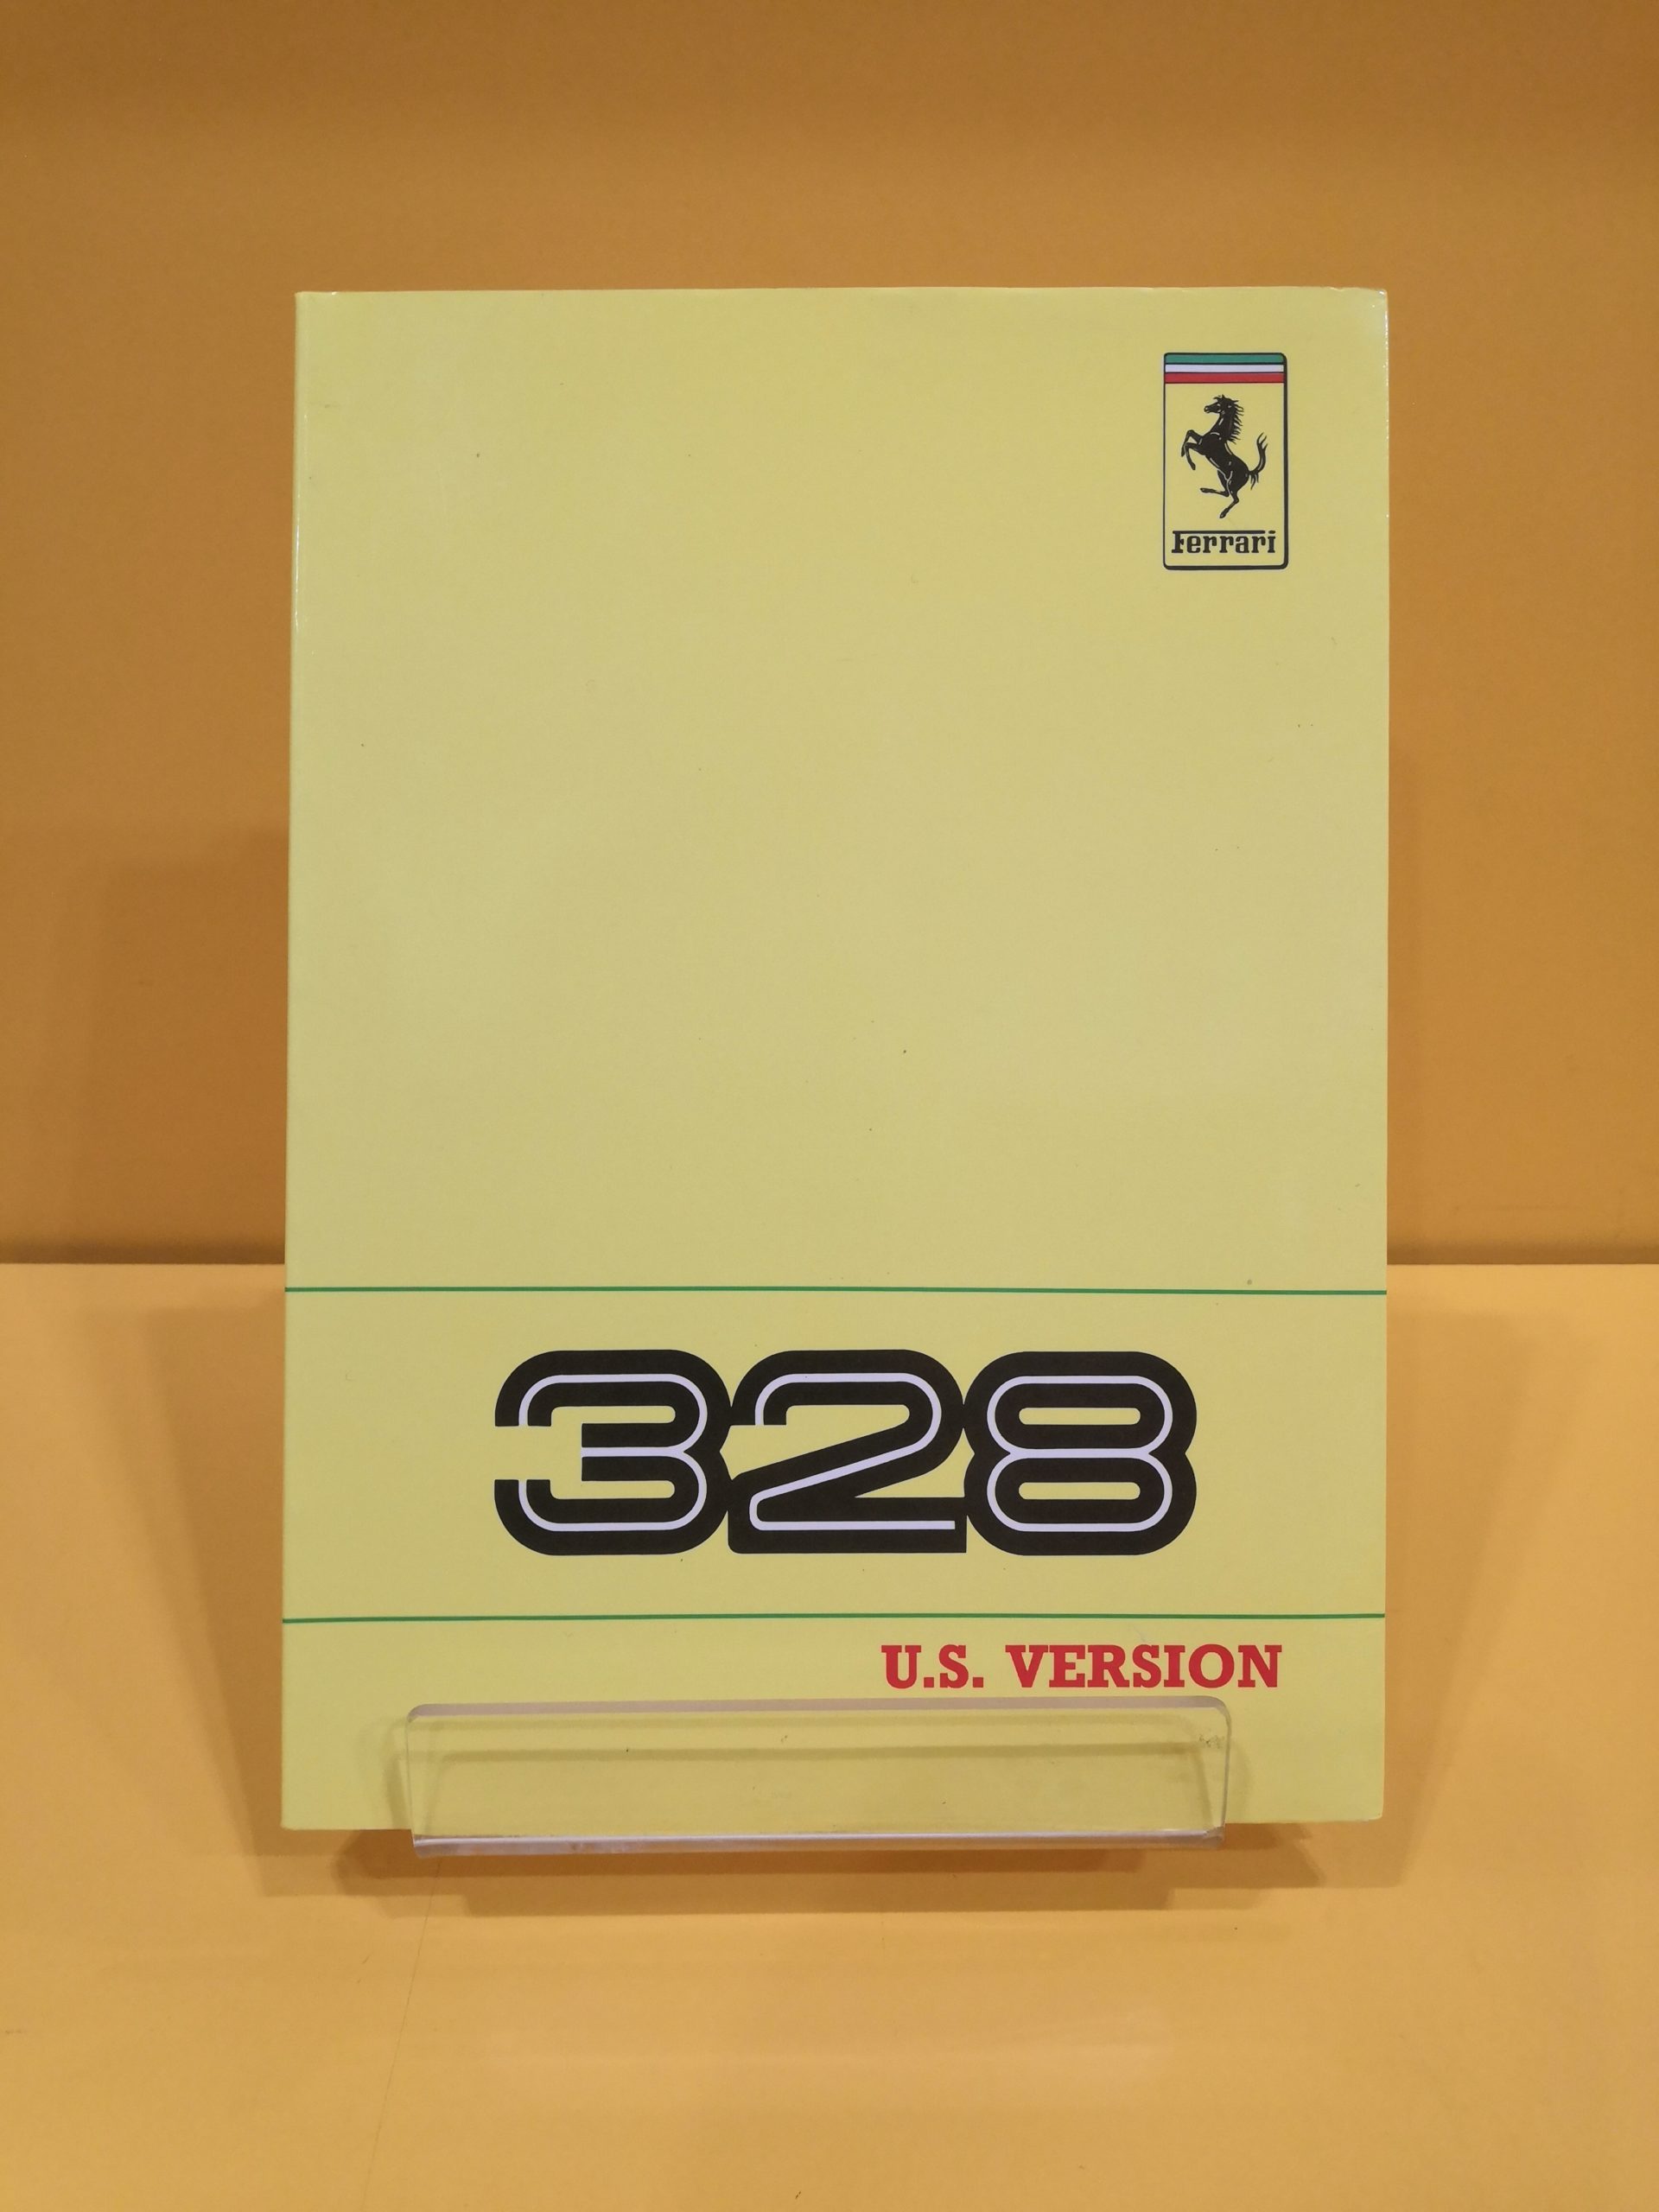 Ferrari
328
U.S. VERSION